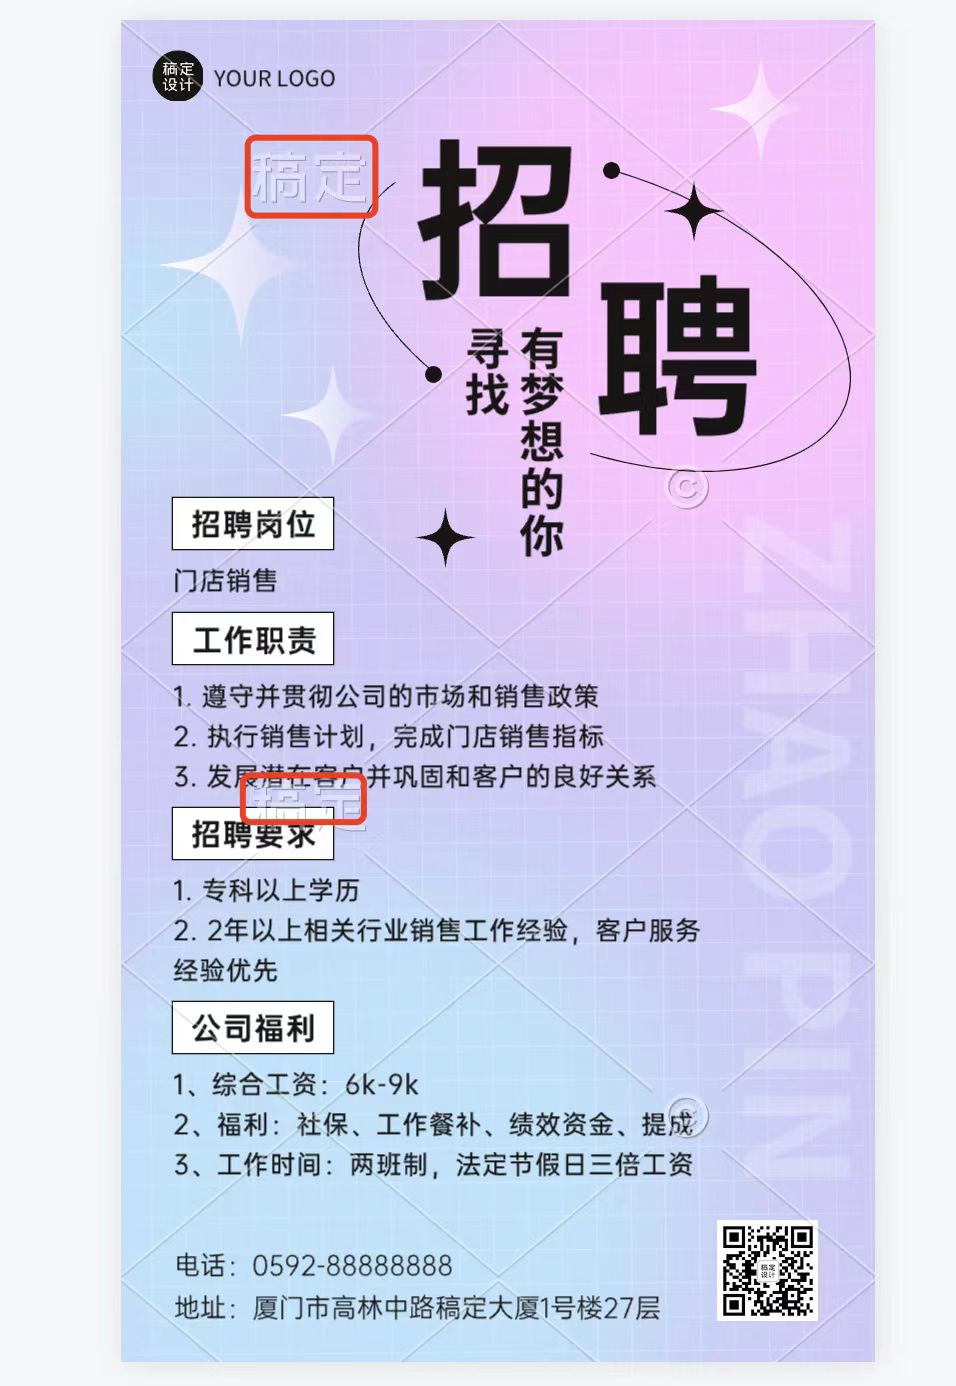 稿定
设计
YOUR LOGO
稿定
招
聘
寻找
有梦想的你
©
招聘岗位
门店销售
工作职责
1. 遵守并贯彻公司的市场和销售政策
2. 执行销售计划，完成门店销售指标
3. 发展潜在客户并巩固和客户的良好关系
稿定
招聘要求
1. 专科以上学历
2. 2年以上相关行业销售工作经验，客户服务
经验优先
公司福利
1、综合工资：6k-9k
2、福利：社保、工作餐补、绩效资金、提成
©
3、工作时间：两班制，法定节假日三倍工资
ZHAOPIN
电话：0592-88888888
地址：厦门市高林中路稿定大厦1号楼27层
稿定
设计